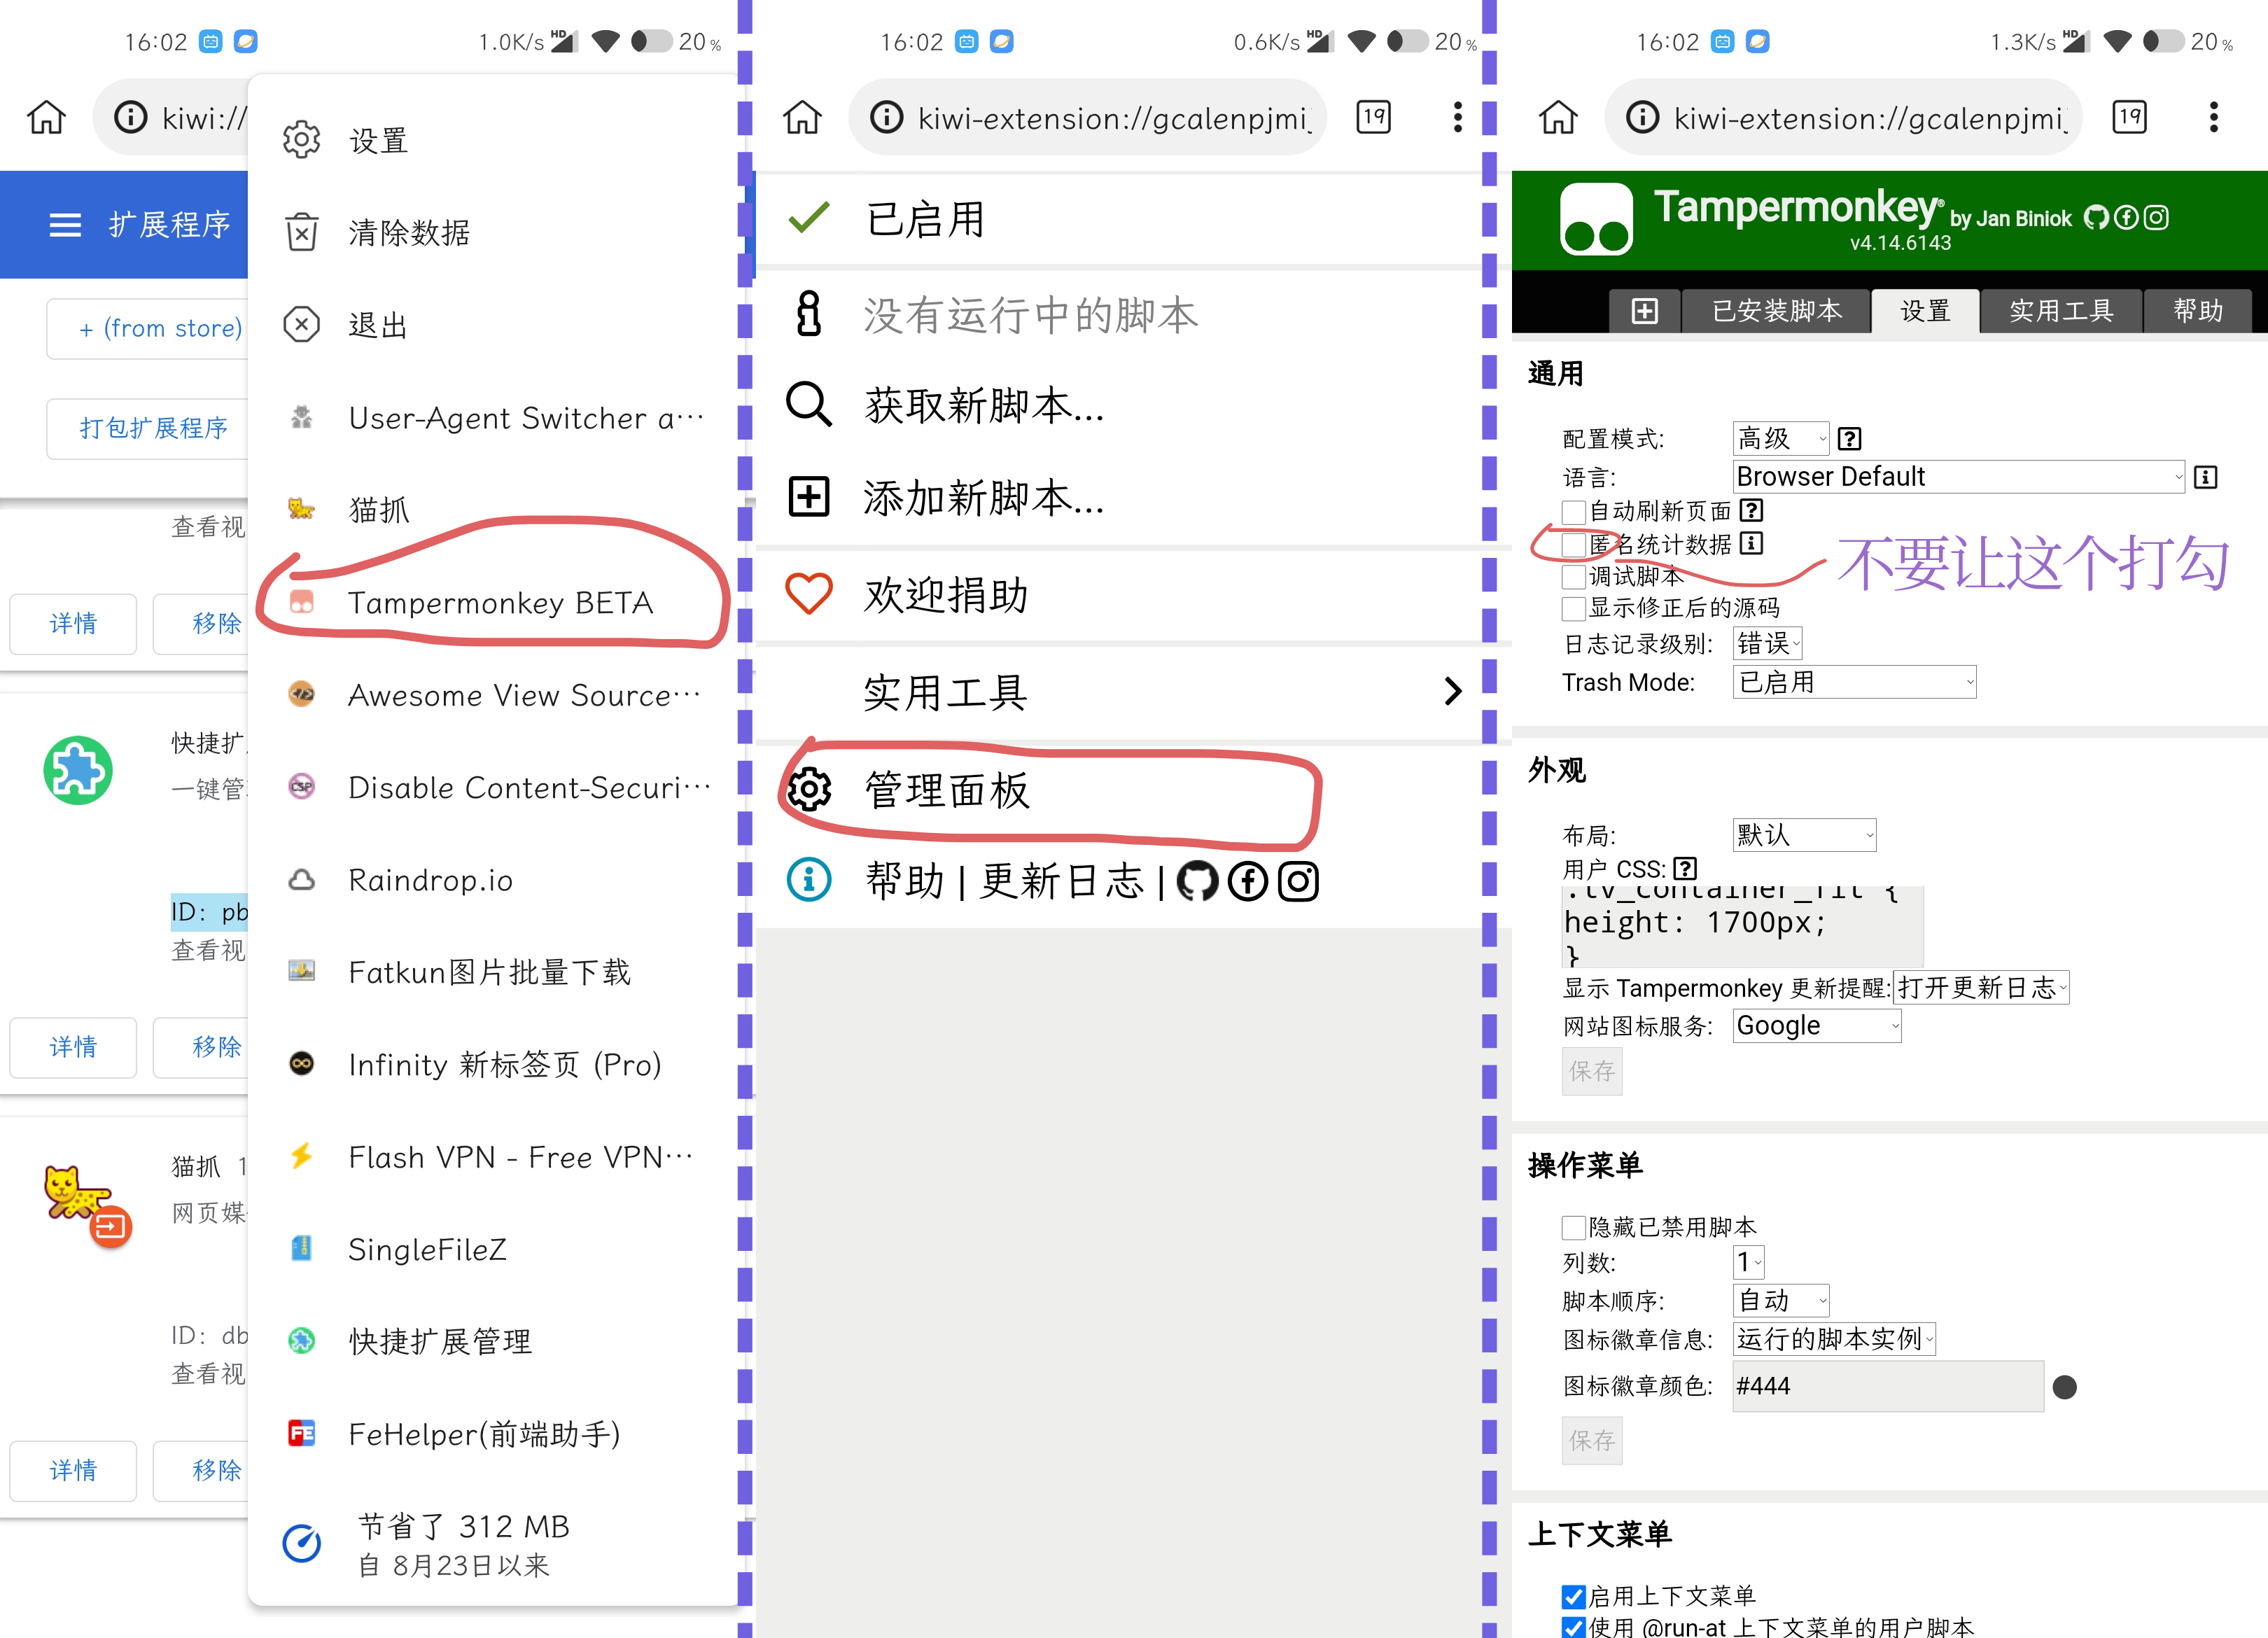 16:02
1.0K/s HD 20%
kiwi://
扩展程序
+ (from store)
打包扩展程序
查看视
详情
移除
快捷扩
一键管
ID: pb
查看视
详情
移除
猫抓 1
网页媒
ID: db
查看视
详情
移除
设置
清除数据
退出
User-Agent Switcher a…
猫抓
Tampermonkey BETA
Awesome View Source…
CSP
Disable Content-Securi…
Raindrop.io
Fatkun图片批量下载
Infinity 新标签页 (Pro)
Flash VPN - Free VPN…
SingleFileZ
快捷扩展管理
FE
FeHelper(前端助手)
节省了 312 MB
自 8月23日以来
16:02
0.6K/s HD 20%
kiwi-extension://gcalenpjmij
19
已启用
没有运行中的脚本
获取新脚本...
添加新脚本...
欢迎捐助
实用工具
管理面板
帮助 | 更新日志 |
16:02
1.3K/s HD 20%
kiwi-extension://gcalenpjmij
19
Tampermonkey® by Jan Biniok
v4.14.6143
已安装脚本
设置
实用工具
帮助
通用
配置模式: 高级
语言: Browser Default
自动刷新页面
匿名统计数据
不要让这个打勾
调试脚本
显示修正后的源码
日志记录级别: 错误
Trash Mode: 已启用
外观
布局: 默认
用户 CSS:
.tv_container_fit {
height: 1700px;
}
显示 Tampermonkey 更新提醒: 打开更新日志
网站图标服务: Google
保存
操作菜单
隐藏已禁用脚本
列数: 1
脚本顺序: 自动
图标徽章信息: 运行的脚本实例
图标徽章颜色: #444
保存
上下文菜单
启用上下文菜单
使用 @run-at 上下文菜单的用户脚本